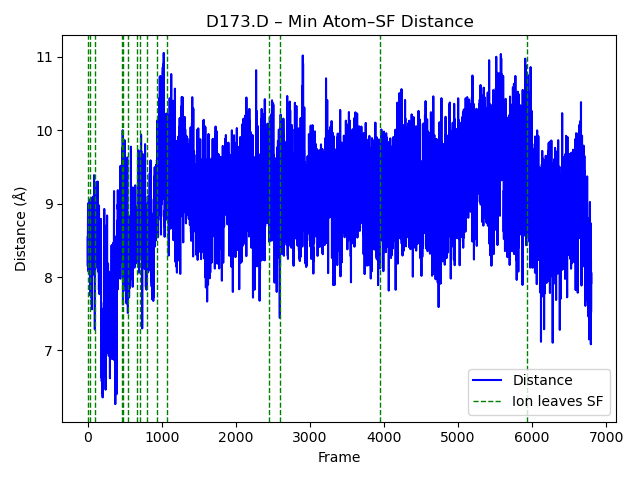 D173.D – Min Atom–SF Distance
Distance (Å)
11
10
9
8
7
0
1000
2000
3000
4000
5000
6000
7000
Frame
Distance
Ion leaves SF